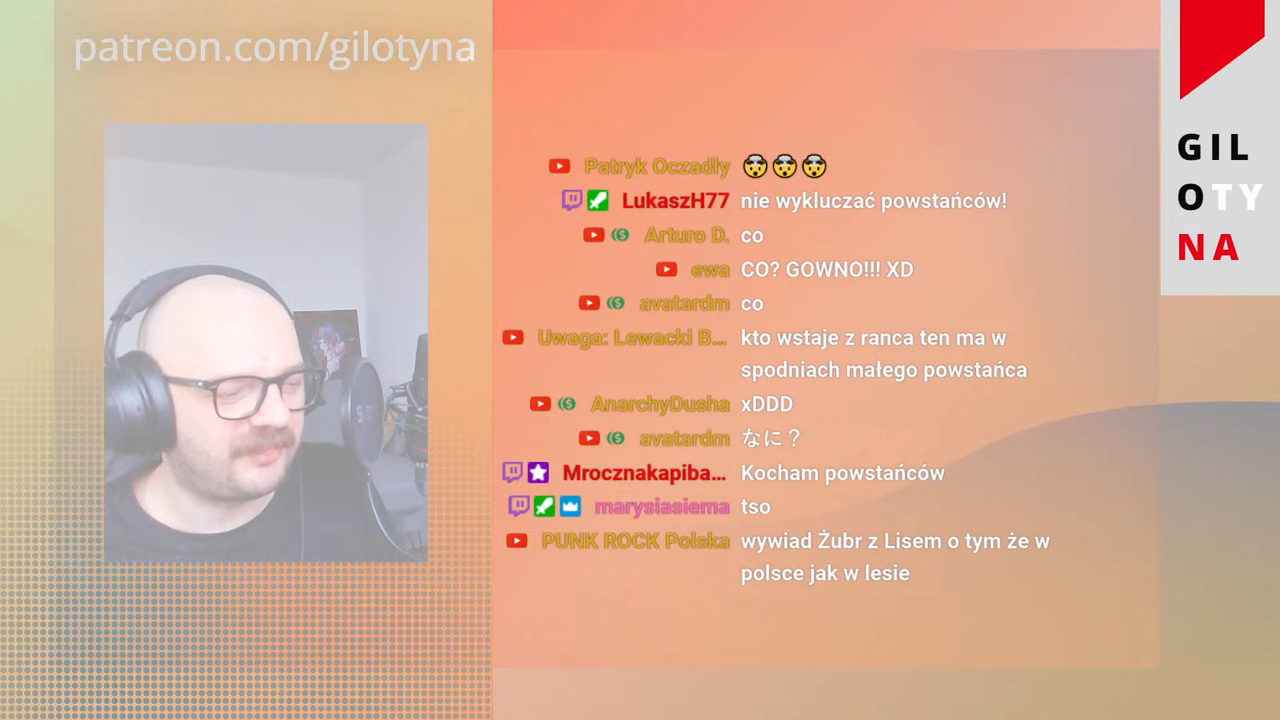 patreon.com/gilotyna
Patryk Oczadły 🤯🤯🤯
LukaszH77 nie wykluczać powstańców!
Arturo D. co
ewa CO? GOWNO!!! XD
avatardm co
Uwaga: Lewacki B... kto wstaje z ranca ten ma w
spodniach małego powstańca
AnarchyDusha xDDD
avatardm なに？
Mrocznakapiba... Kocham powstańców
marysiasiema tso
PUNK ROCK Polska wywiad Żubr z Lisem o tym że w
polsce jak w lesie
GIL
OTY
NA